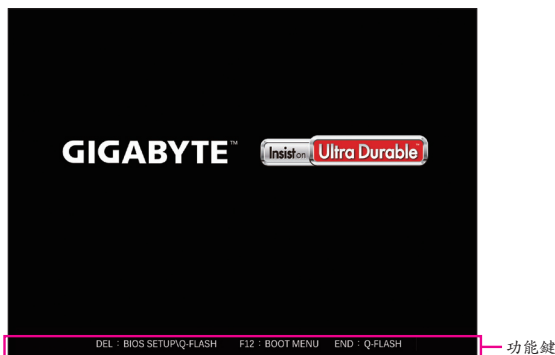 GIGABYTE™
Insist on Ultra Durable™
DEL : BIOS SETUP\Q-FLASH F12 : BOOT MENU END : Q-FLASH
功能鍵